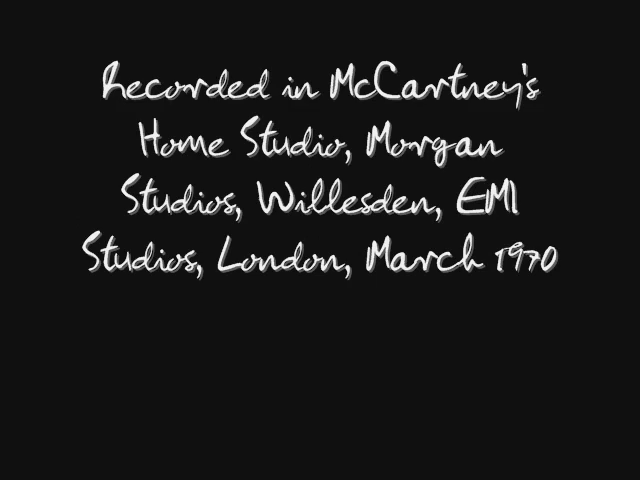 Recorded in McCartney's
Home Studio, Morgan
Studios, Willesden, EMI
Studios, London, March 1970